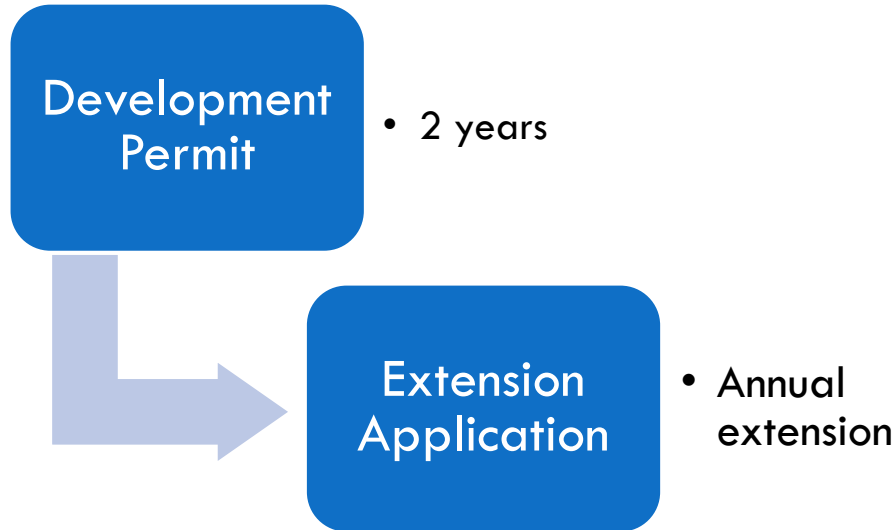 Development
Permit
• 2 years
Extension
Application
• Annual
extension